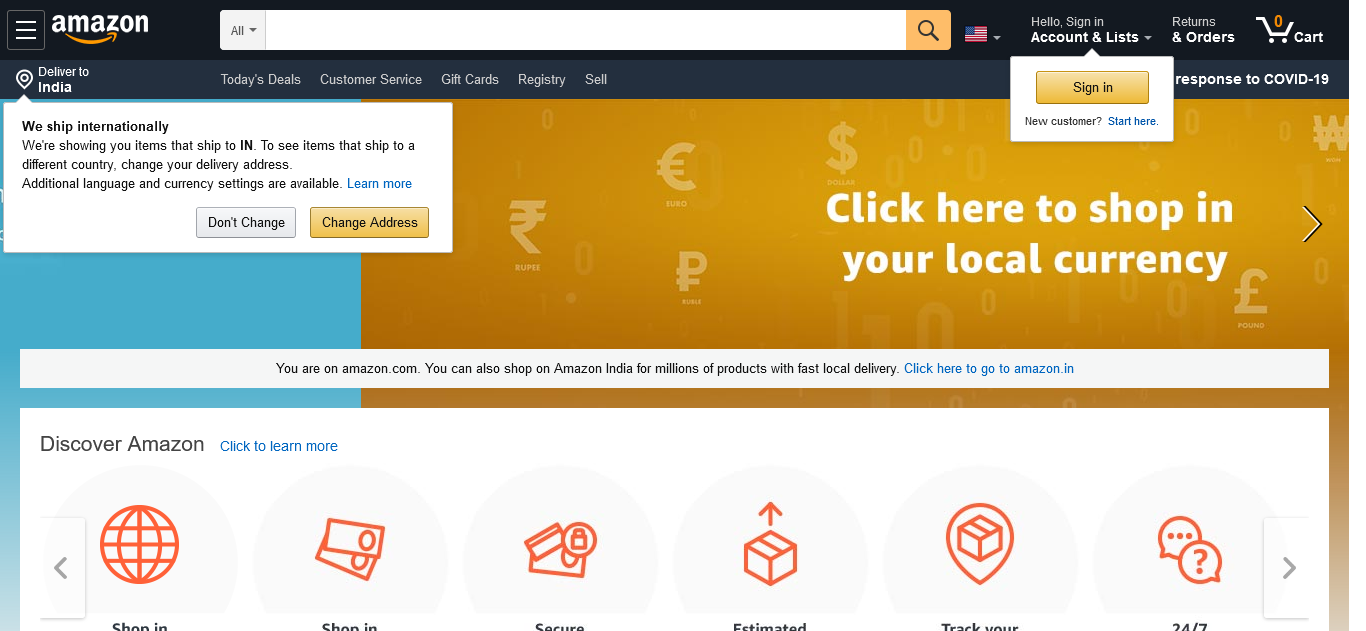 amazon
All
Hello, Sign in
Account & Lists
Returns
& Orders
0
Cart
Deliver to
India
Today's Deals
Customer Service
Gift Cards
Registry
Sell
response to COVID-19
Sign in
New customer? Start here.
We ship internationally
We're showing you items that ship to IN. To see items that ship to a
different country, change your delivery address.
Additional language and currency settings are available. Learn more
Don't Change
Change Address
$
DOLLAR
€
EURO
₩
WON
₹
RUPEE
₽
RUBLE
£
POUND
Click here to shop in
your local currency
You are on amazon.com. You can also shop on Amazon India for millions of products with fast local delivery. Click here to go to amazon.in
Discover Amazon
Click to learn more
Shop in
Shop in
Secure
Estimated
Track your
24/7